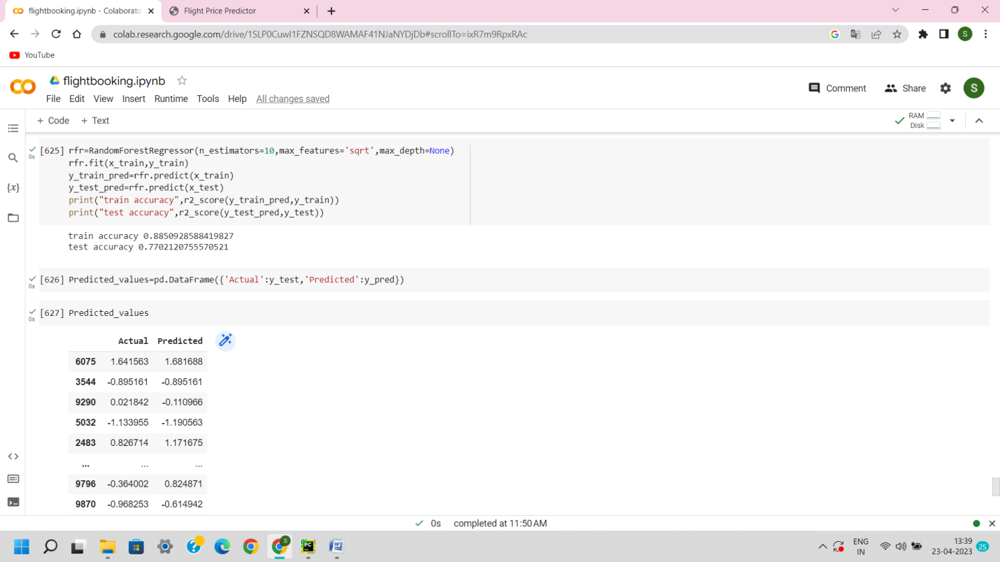 flightbooking.ipynb - Colaborato
Flight Price Predictor
colab.research.google.com/drive/1SLP0CuwI1FZNSQD8WAMAF41NJaNYDjDb#scrollTo=ixR7m9RpxRAc
S
YouTube
flightbooking.ipynb
File Edit View Insert Runtime Tools Help All changes saved
Comment Share S
+ Code + Text
RAM
Disk
[625] rfr=RandomForestRegressor(n_estimators=10,max_features='sqrt',max_depth=None)
0s
rfr.fit(x_train,y_train)
y_train_pred=rfr.predict(x_train)
y_test_pred=rfr.predict(x_test)
{x}
print("train accuracy",r2_score(y_train_pred,y_train))
print("test accuracy",r2_score(y_test_pred,y_test))
train accuracy 0.8850928588419827
test accuracy 0.7702120755570521
[626] Predicted_values=pd.DataFrame({'Actual':y_test,'Predicted':y_pred})
0s
[627] Predicted_values
0s
Actual Predicted
6075 1.641563 1.681688
3544 -0.895161 -0.895161
9290 0.021842 -0.110966
5032 -1.133955 -1.190563
2483 0.826714 1.171675
... ... ...
9796 -0.364002 0.824871
9870 -0.968253 -0.614942
0s completed at 11:50 AM
S
PC
W
ENG
IN
13:39
23-04-2023
25